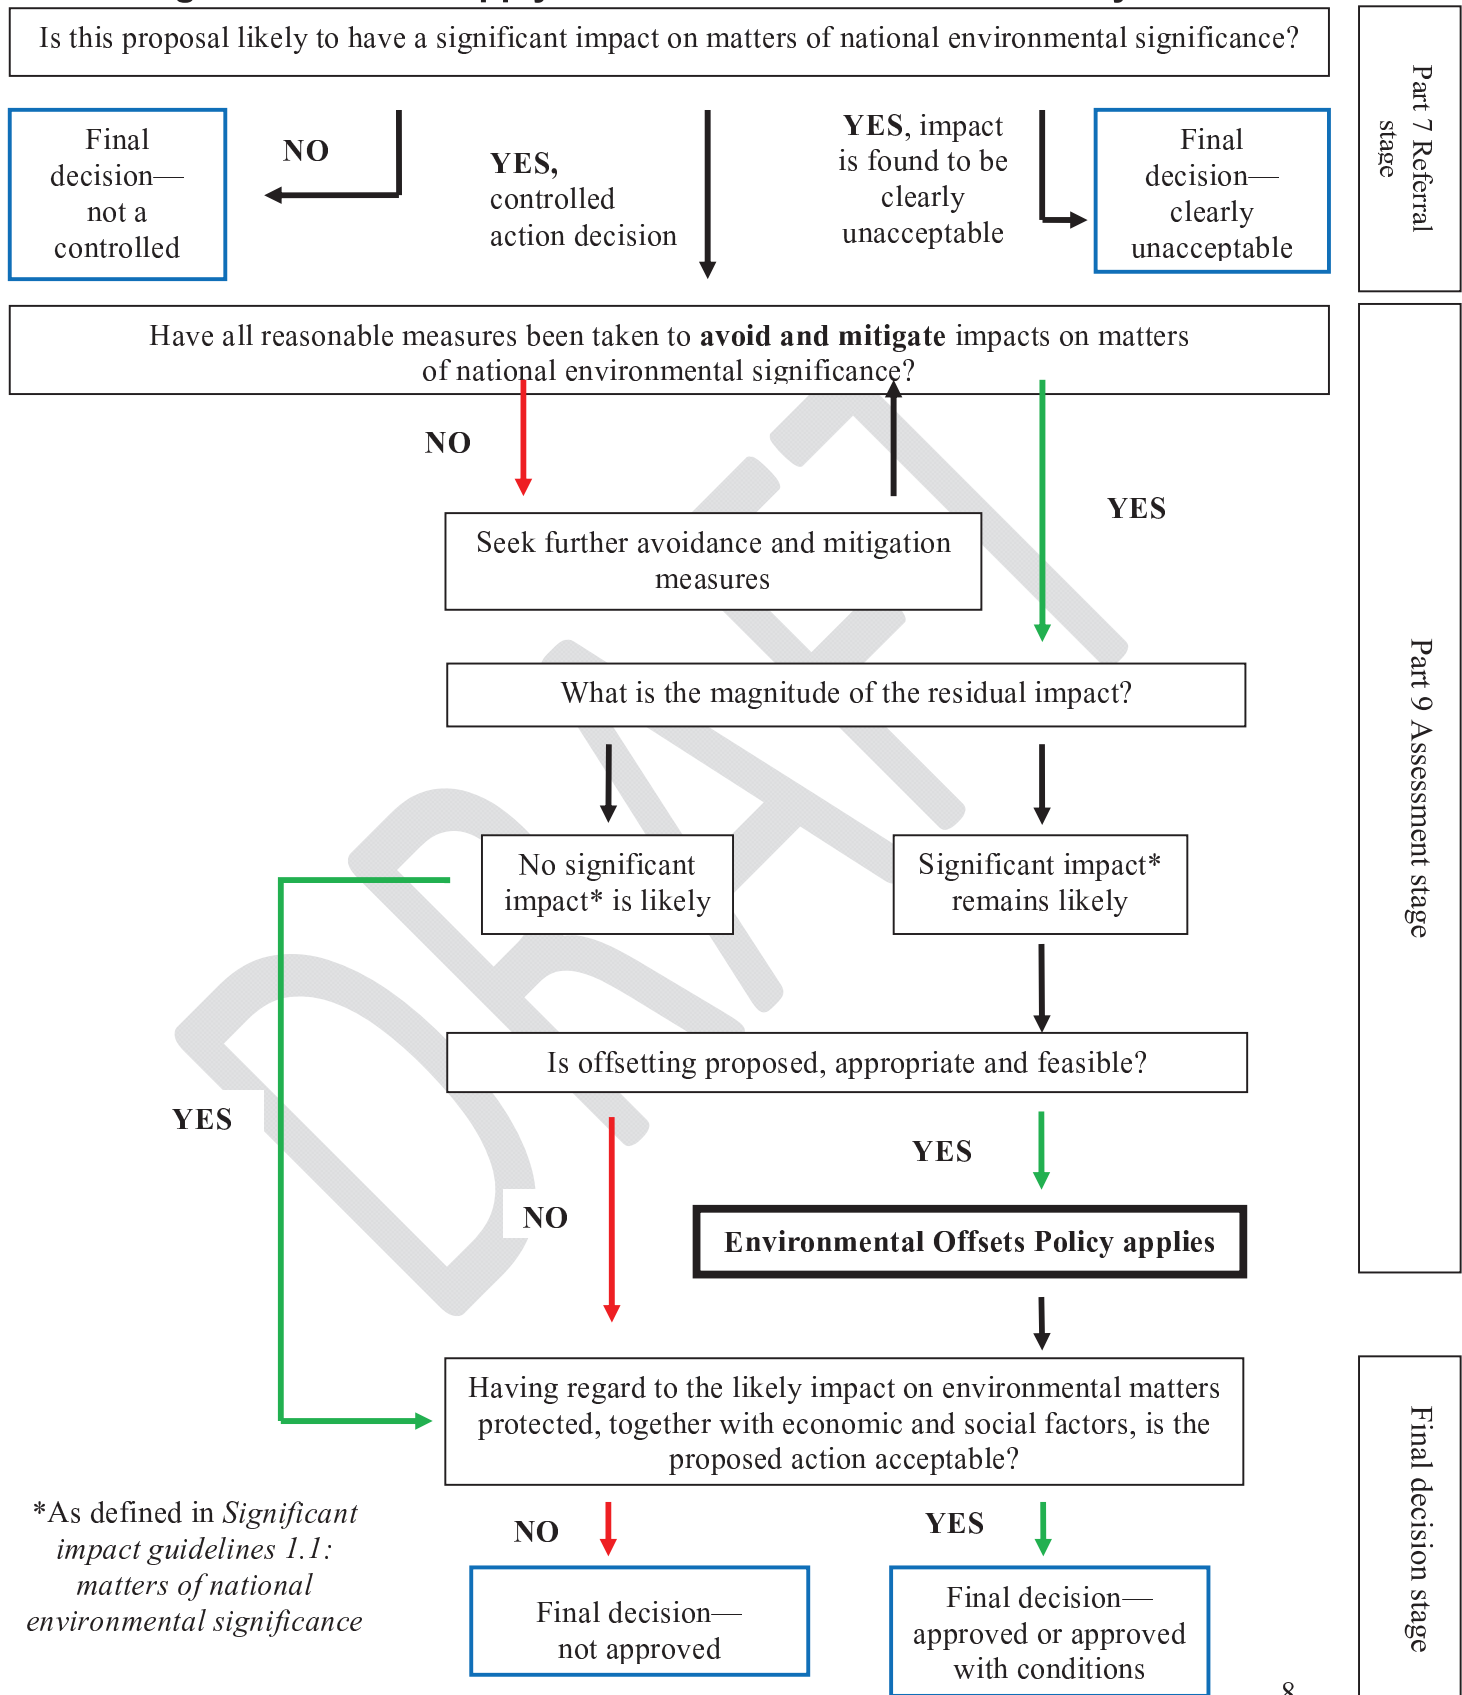 Is this proposal likely to have a significant impact on matters of national environmental significance?
Part 7 Referral
stage
Final
decision—
not a
controlled
NO
YES,
controlled
action decision
YES, impact
is found to be
clearly
unacceptable
Final
decision—
clearly
unacceptable
Have all reasonable measures been taken to avoid and mitigate impacts on matters
of national environmental significance?
Part 9 Assessment stage
NO
YES
Seek further avoidance and mitigation
measures
DRAFT
What is the magnitude of the residual impact?
No significant
impact* is likely
Significant impact*
remains likely
Is offsetting proposed, appropriate and feasible?
YES
YES
NO
Environmental Offsets Policy applies
Having regard to the likely impact on environmental matters
protected, together with economic and social factors, is the
proposed action acceptable?
Final decision stage
*As defined in Significant
impact guidelines 1.1:
matters of national
environmental significance
NO
YES
Final decision—
not approved
Final decision—
approved or approved
with conditions
8